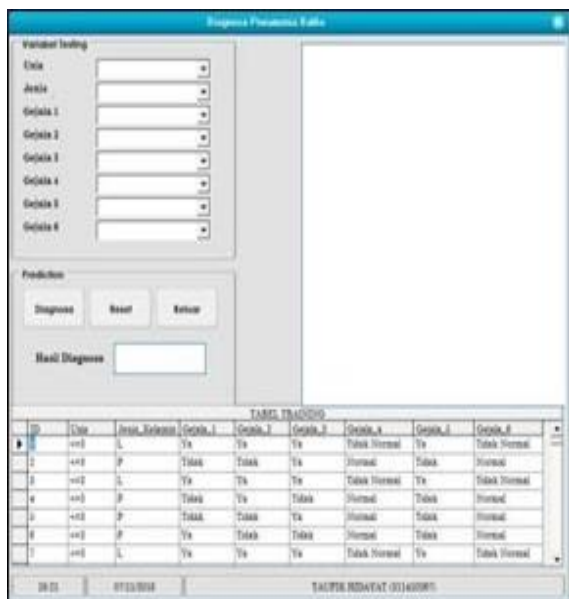 Diagnosa Pneumonia Balita
Variabel Testing
Usia
Jenis
Gejala 1
Gejala 2
Gejala 3
Gejala 4
Gejala 5
Gejala 6
Prediction
Diagnosa Reset Keluar
Hasil Diagnosa
TABEL TRAINING
ID Usia Jenis_Kelamin Gejala_1 Gejala_2 Gejala_3 Gejala_4 Gejala_5 Gejala_6
L Ya Ya Ya Tidak Normal Ya Tidak Normal
2 P Tidak Tidak Ya Normal Tidak Normal
3 L Ya Ya Ya Tidak Normal Ya Tidak Normal
4 P Tidak Ya Tidak Normal Tidak Normal
5 P Tidak Tidak Ya Normal Tidak Normal
6 P Ya Tidak Tidak Normal Tidak Normal
7 L Ya Ya Ya Tidak Normal Ya Tidak Normal
TAUFIK HIDAYAT